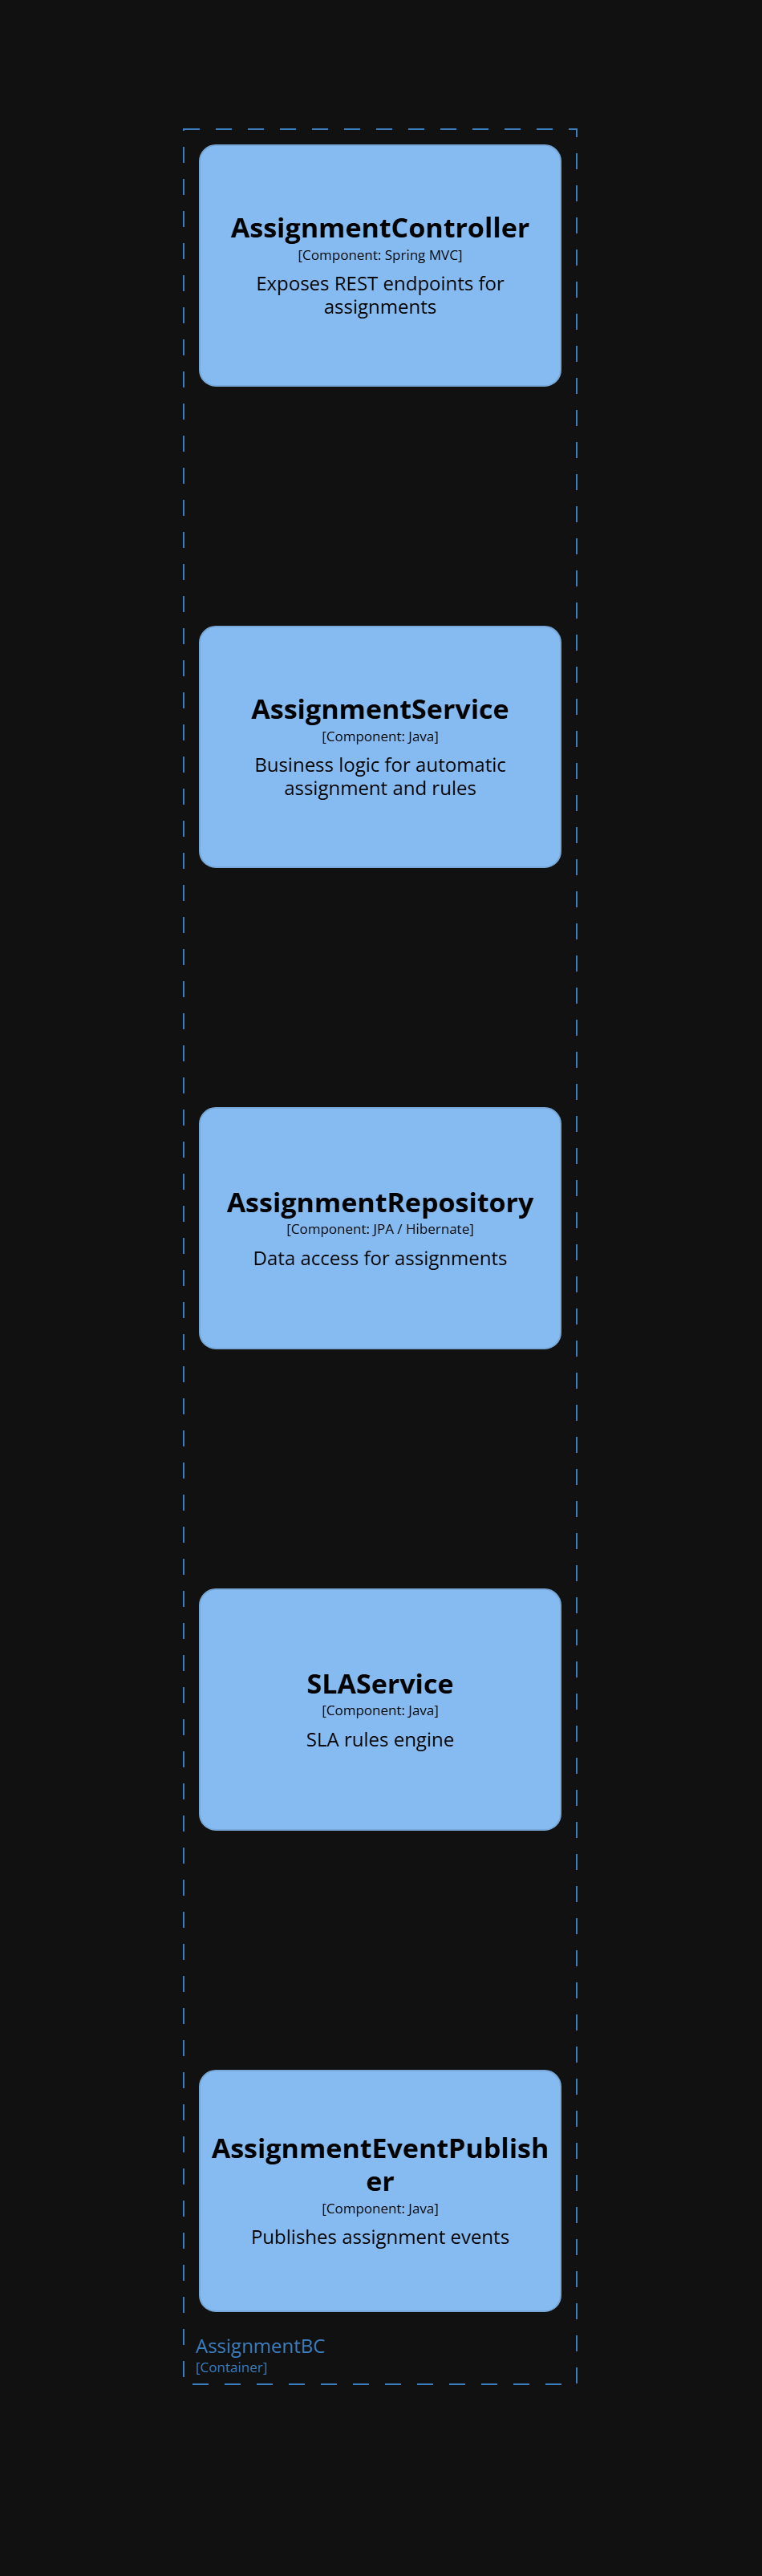 AssignmentController
[Component: Spring MVC]
Exposes REST endpoints for
assignments
AssignmentService
[Component: Java]
Business logic for automatic
assignment and rules
AssignmentRepository
[Component: JPA / Hibernate]
Data access for assignments
SLAService
[Component: Java]
SLA rules engine
AssignmentEventPublish
er
[Component: Java]
Publishes assignment events
AssignmentBC
[Container]